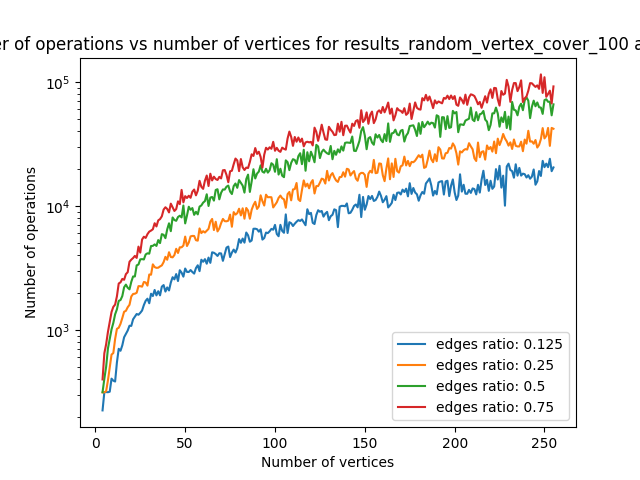 er of operations vs number of vertices for results_random_vertex_cover_100 a
Number of operations
10^5
10^4
10^3
0 50 100 150 200 250
Number of vertices
edges ratio: 0.125
edges ratio: 0.25
edges ratio: 0.5
edges ratio: 0.75